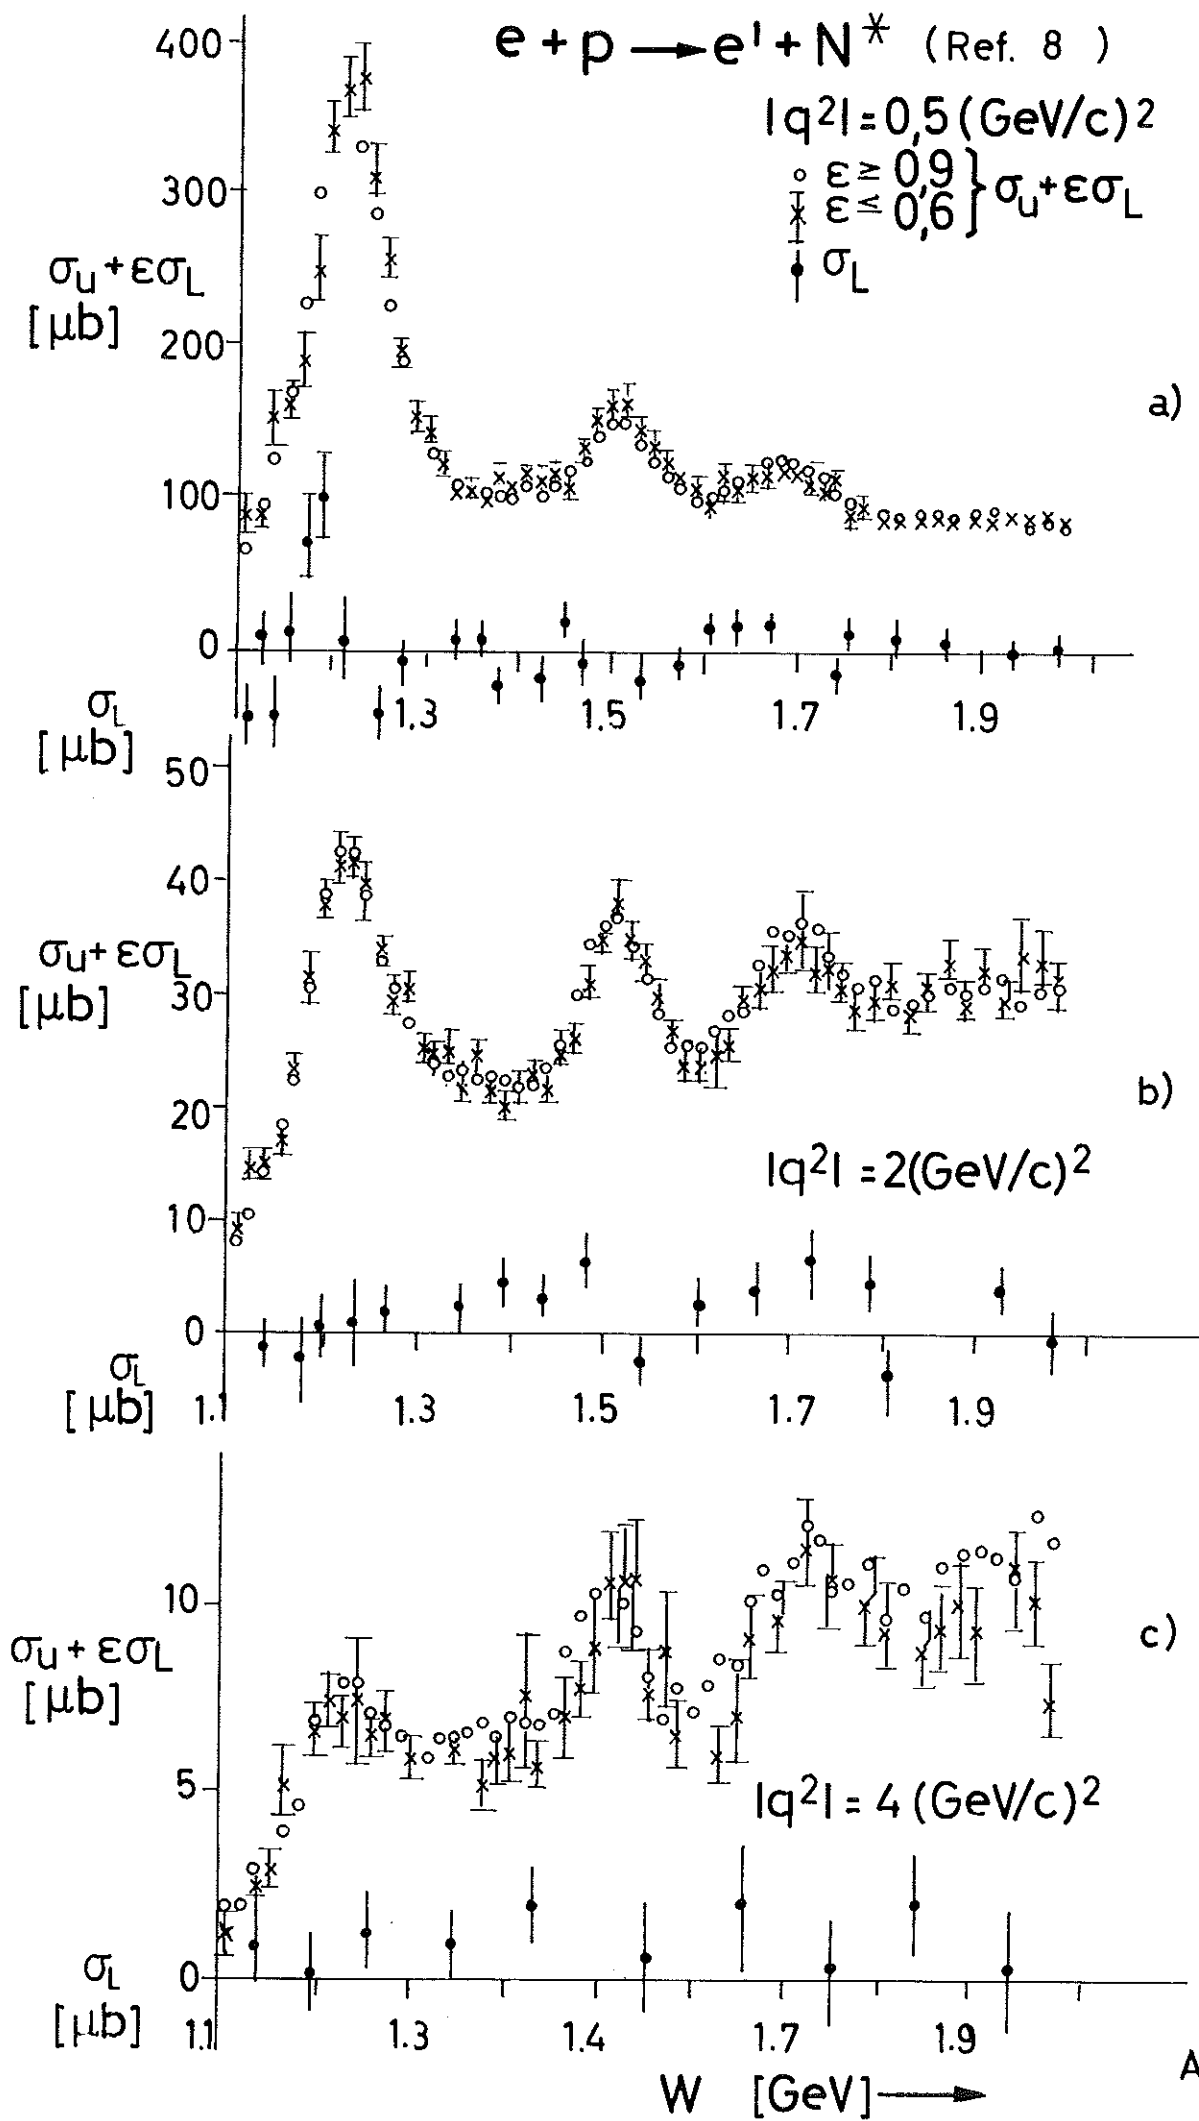 e + p → e' + N* (Ref. 8 )
|q²| = 0,5 (GeV/c)²
ε ≥ 0,9
ε ≤ 0,6
σu + εσL
σL
400
300
σu + εσL
[μb]
200
100
a)
0
σL
[μb]
1.3
1.5
1.7
1.9
50
40
σu + εσL
[μb]
30
20
b)
|q²| = 2(GeV/c)²
10
0
σL
[μb]
1.1
1.3
1.5
1.7
1.9
10
σu + εσL
[μb]
c)
5
|q²| = 4 (GeV/c)²
σL
[μb]
0
1.1
1.3
1.4
1.7
1.9
W [GeV] →
A